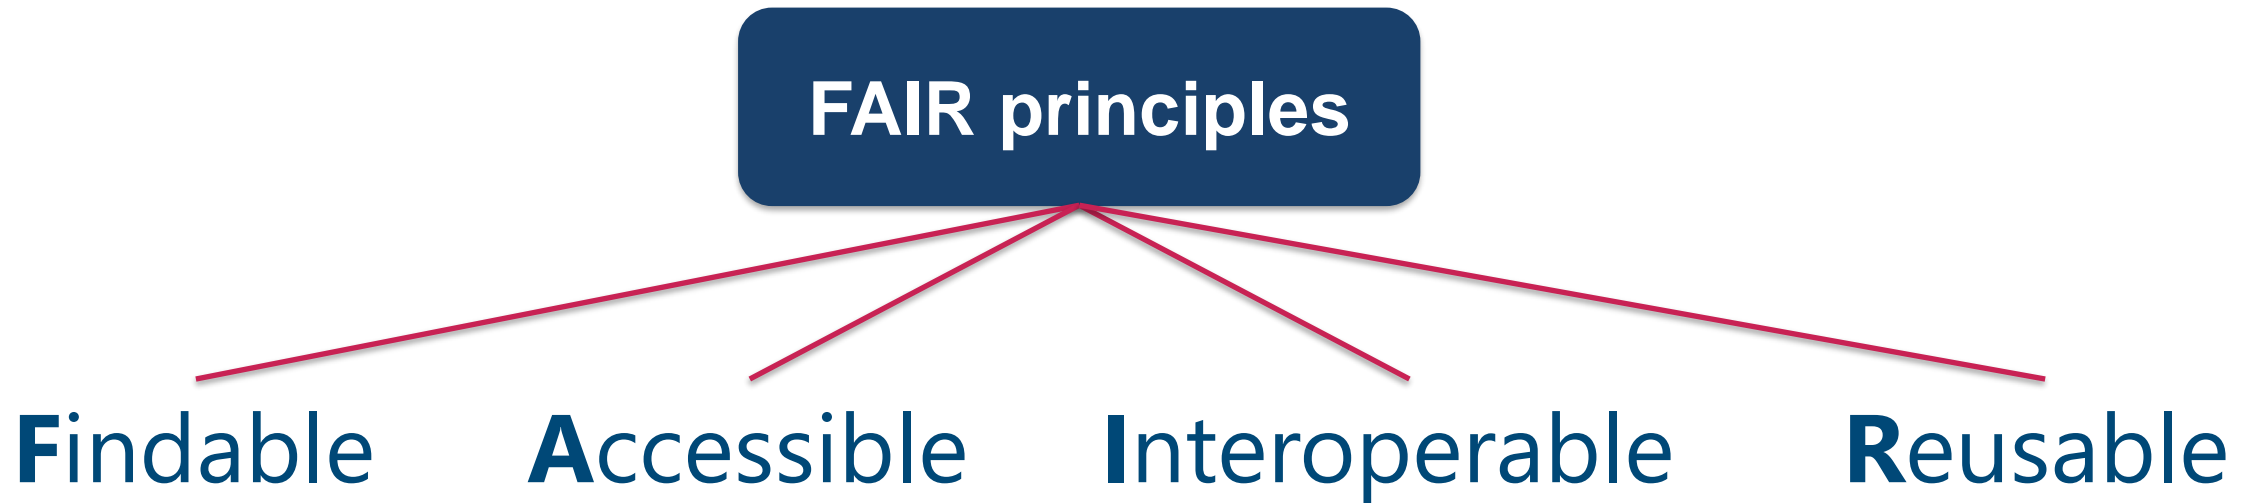 FAIR principles
Findable Accessible Interoperable Reusable